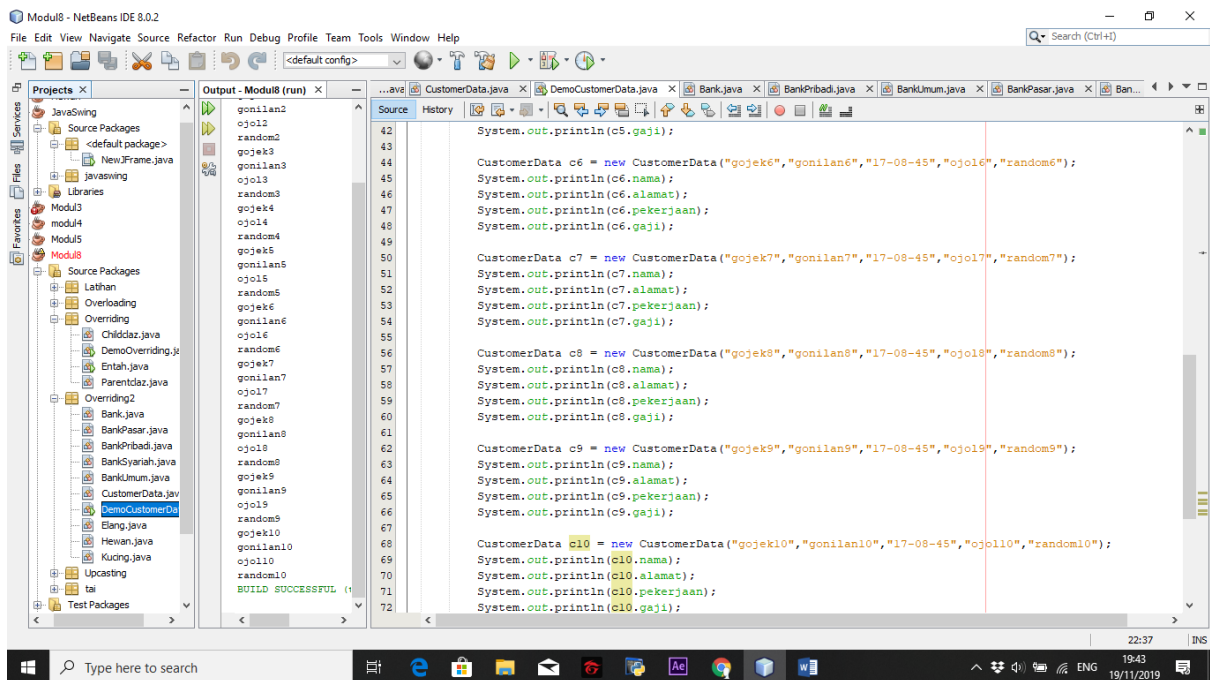 Modul8 - NetBeans IDE 8.0.2
File Edit View Navigate Source Refactor Run Debug Profile Team Tools Window Help
Search (Ctrl+I)
<default config>
Projects
JavaSwing
Source Packages
<default package>
NewJFrame.java
javaswing
Libraries
Modul3
modul4
Modul5
Modul8
Source Packages
Latihan
Overloading
Overriding
Childclaz.java
DemoOverriding.ja
Entah.java
Parentclaz.java
Overriding2
Bank.java
BankPasar.java
BankPribadi.java
BankSyariah.java
BankUmum.java
CustomerData.jav
DemoCustomerDa
Elang.java
Hewan.java
Kucing.java
Upcasting
tai
Test Packages
Services
Files
Favorites
Output - Modul8 (run)
gonilan2
ojol2
random2
gojek3
gonilan3
ojol3
random3
gojek4
ojol4
random4
gojek5
gonilan5
ojol5
random5
gojek6
gonilan6
ojol6
random6
gojek7
gonilan7
ojol7
random7
gojek8
gonilan8
ojol8
random8
gojek9
gonilan9
ojol9
random9
gojek10
gonilan10
ojol10
random10
BUILD SUCCESSFUL (t
...ava CustomerData.java DemoCustomerData.java Bank.java BankPribadi.java BankUmum.java BankPasar.java Ban...
Source History
42 System.out.println(c5.gaji);
43
44 CustomerData c6 = new CustomerData("gojek6","gonilan6","17-08-45","ojol6","random6");
45 System.out.println(c6.nama);
46 System.out.println(c6.alamat);
47 System.out.println(c6.pekerjaan);
48 System.out.println(c6.gaji);
49
50 CustomerData c7 = new CustomerData("gojek7","gonilan7","17-08-45","ojol7","random7");
51 System.out.println(c7.nama);
52 System.out.println(c7.alamat);
53 System.out.println(c7.pekerjaan);
54 System.out.println(c7.gaji);
55
56 CustomerData c8 = new CustomerData("gojek8","gonilan8","17-08-45","ojol8","random8");
57 System.out.println(c8.nama);
58 System.out.println(c8.alamat);
59 System.out.println(c8.pekerjaan);
60 System.out.println(c8.gaji);
61
62 CustomerData c9 = new CustomerData("gojek9","gonilan9","17-08-45","ojol9","random9");
63 System.out.println(c9.nama);
64 System.out.println(c9.alamat);
65 System.out.println(c9.pekerjaan);
66 System.out.println(c9.gaji);
67
68 CustomerData c10 = new CustomerData("gojek10","gonilan10","17-08-45","ojol10","random10");
69 System.out.println(c10.nama);
70 System.out.println(c10.alamat);
71 System.out.println(c10.pekerjaan);
72 System.out.println(c10.gaji);
22:37 INS
Type here to search
Ae
ENG
19:43
19/11/2019